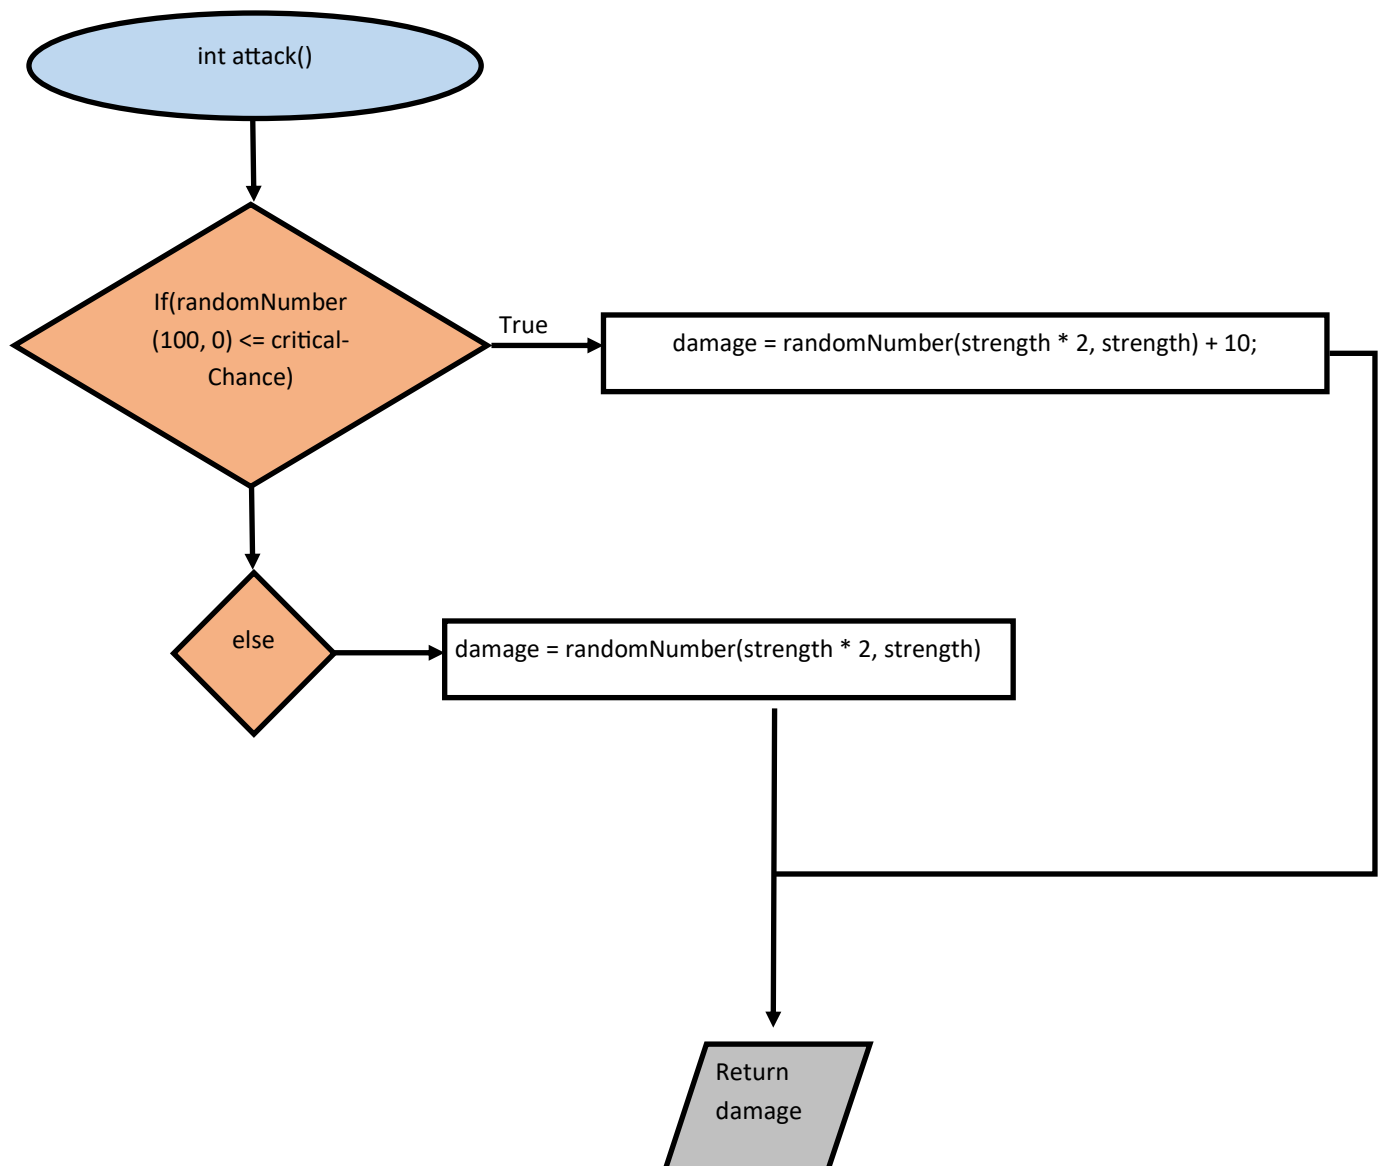 int attack()
If(randomNumber
(100, 0) <= critical-
Chance)
True
damage = randomNumber(strength * 2, strength) + 10;
else
damage = randomNumber(strength * 2, strength)
Return
damage